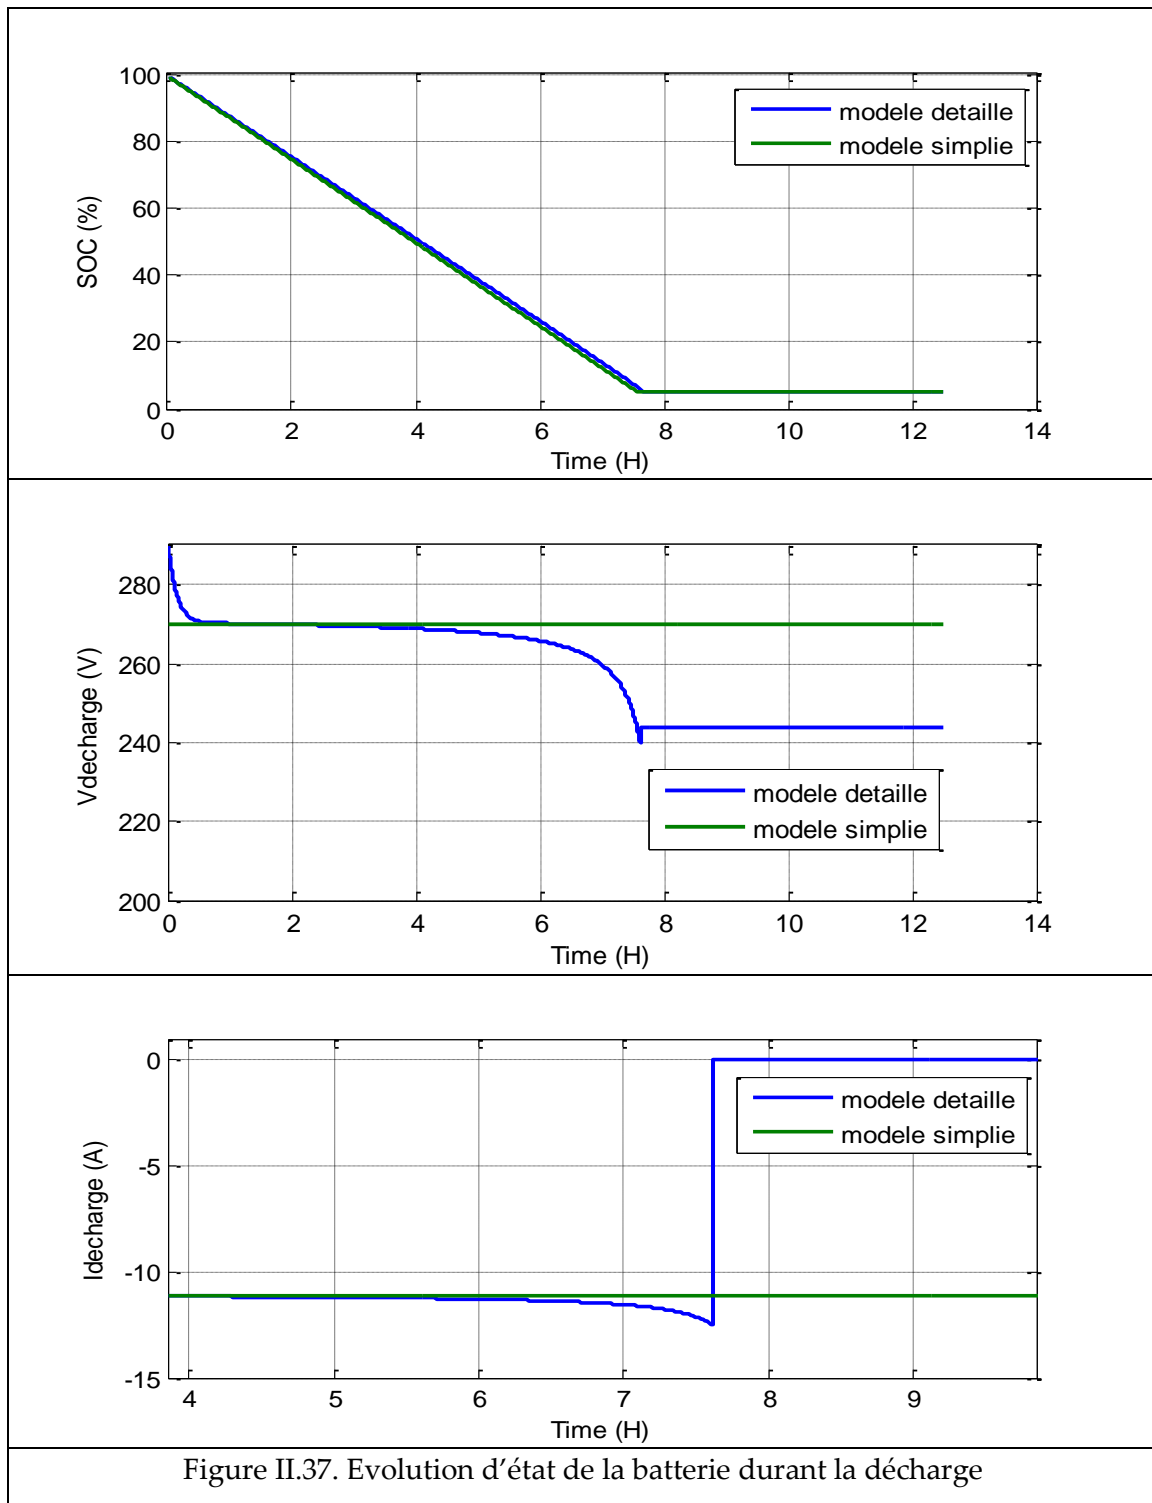 100
80
60
40
20
0
SOC (%)
modele detaille
modele simplie
0 2 4 6 8 10 12 14
Time (H)
280
260
240
220
200
Vdecharge (V)
modele detaille
modele simplie
0 2 4 6 8 10 12 14
Time (H)
0
-5
-10
-15
Idecharge (A)
modele detaille
modele simplie
4 5 6 7 8 9
Time (H)
Figure II.37. Evolution d’état de la batterie durant la décharge